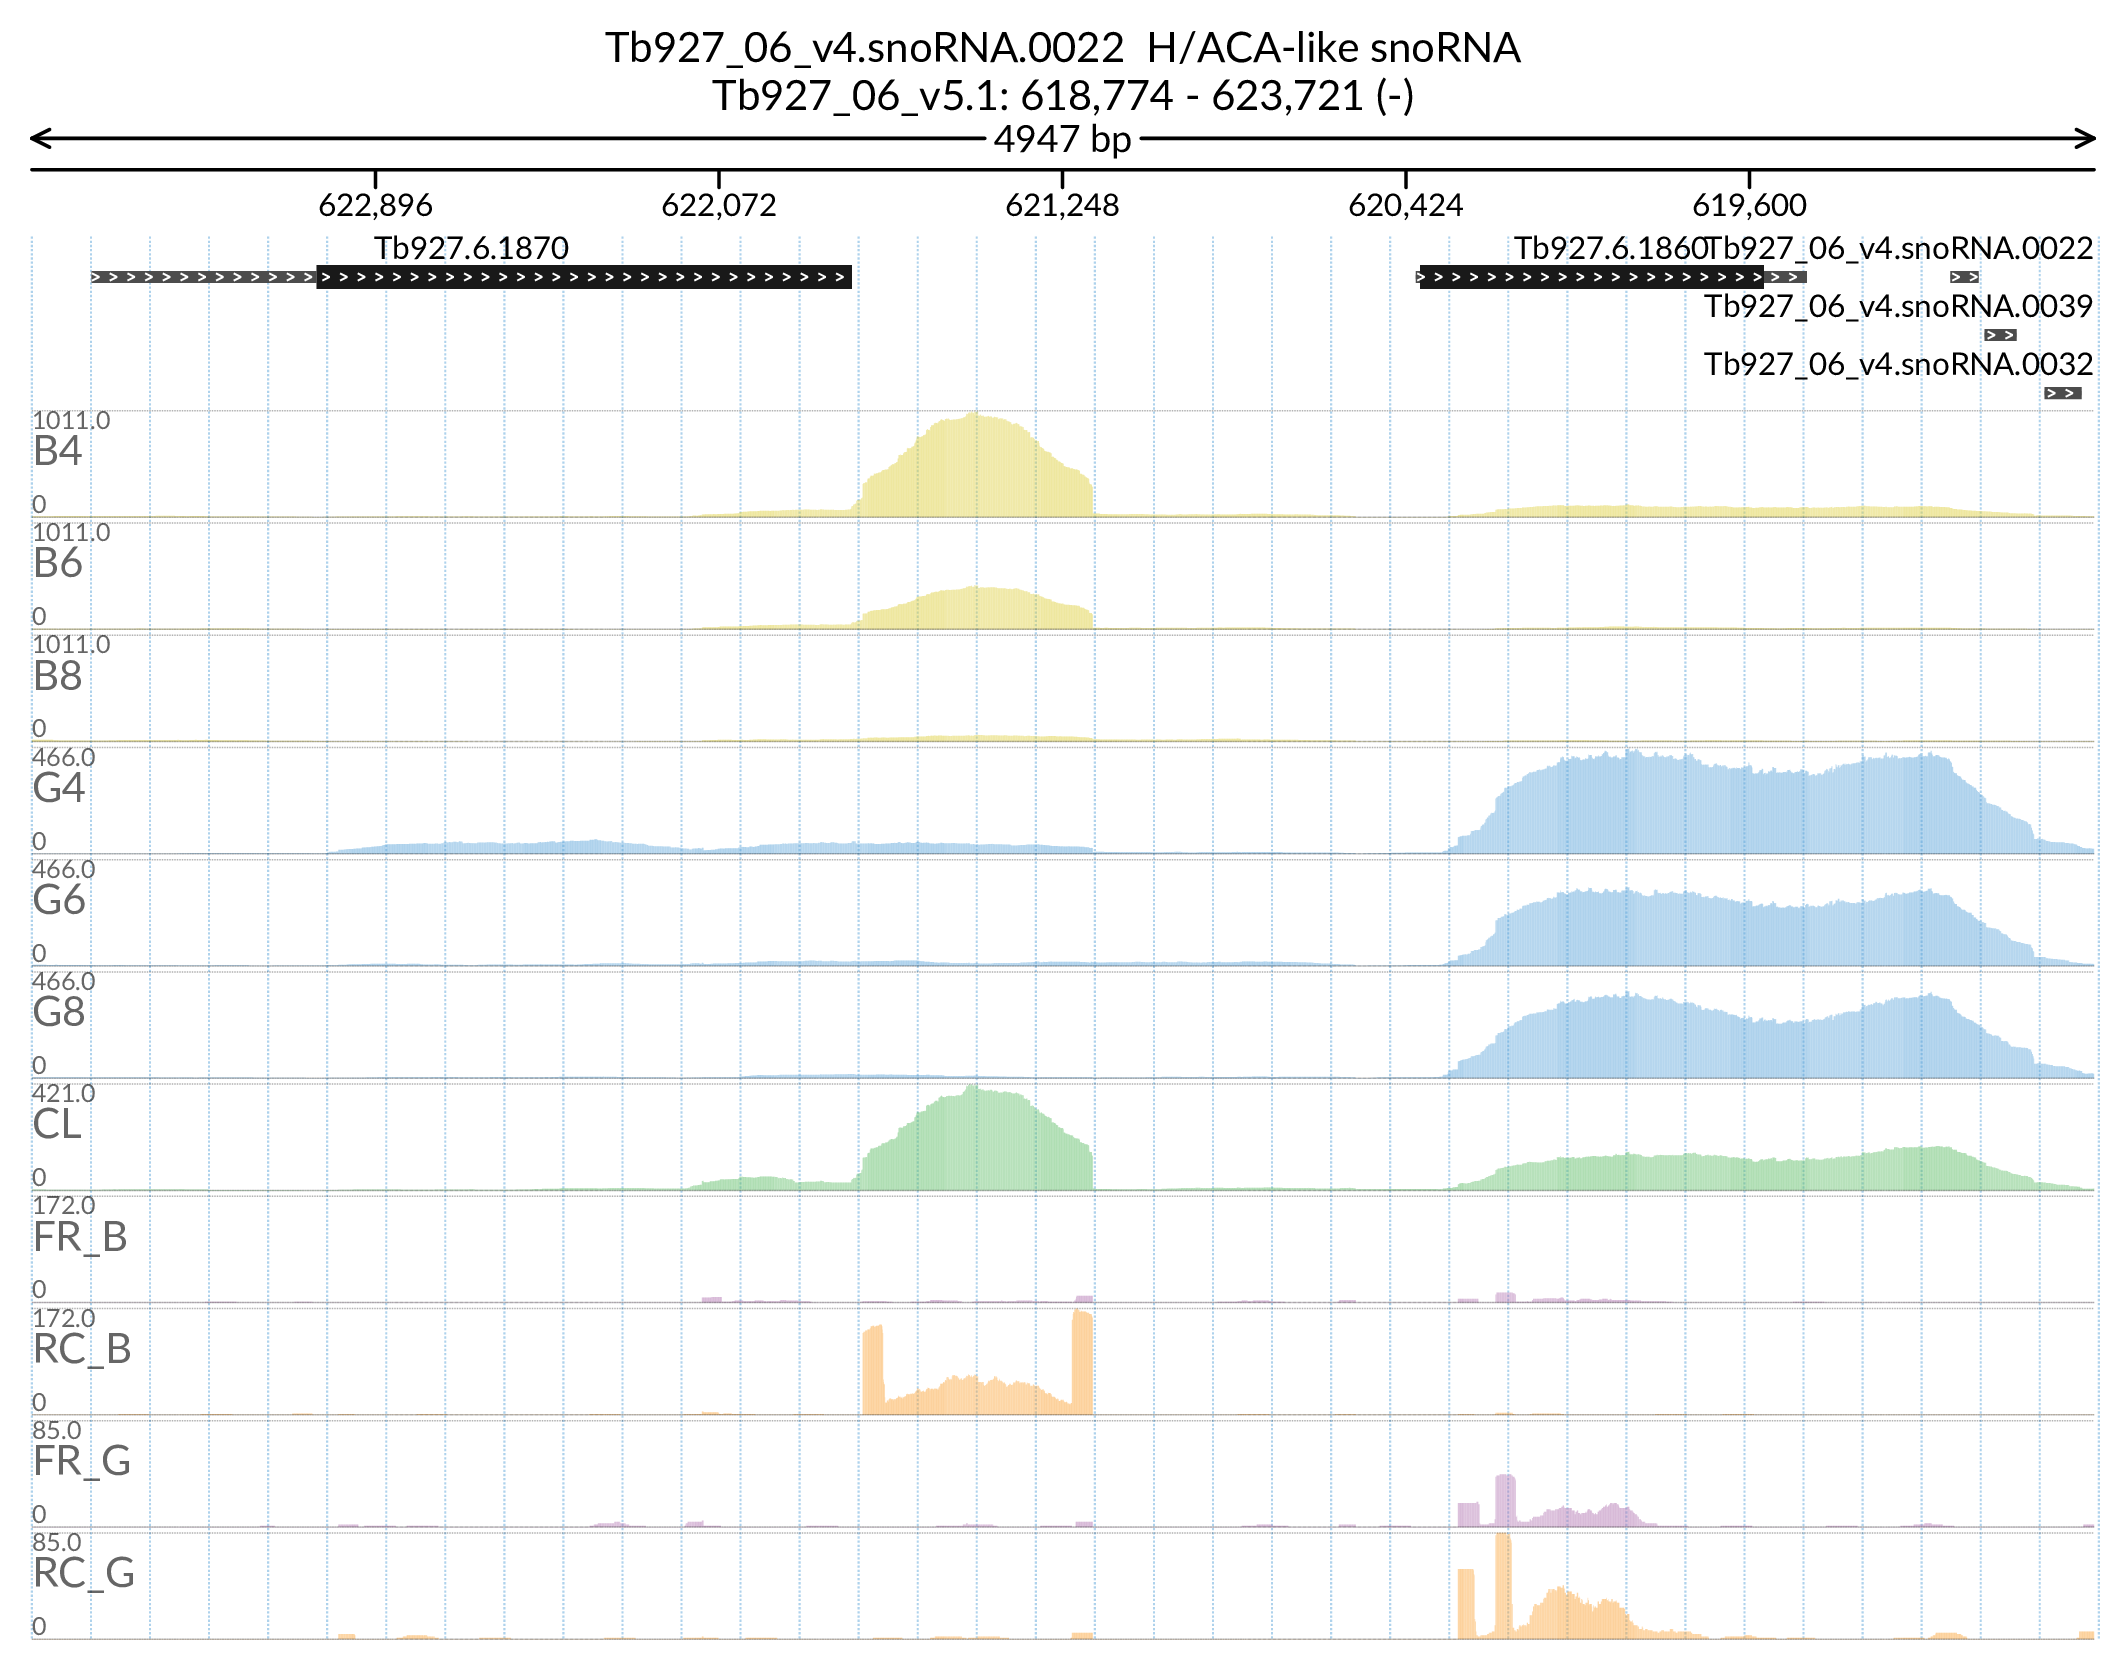 Tb927_06_v4.snoRNA.0022  H/ACA-like snoRNA
Tb927_06_v5.1: 618,774 - 623,721 (-)
4947 bp
622,896 622,072 621,248 620,424 619,600
Tb927.6.1870 Tb927.6.1860 Tb927_06_v4.snoRNA.0022
Tb927_06_v4.snoRNA.0039
Tb927_06_v4.snoRNA.0032
1011.0
B4
0
1011.0
B6
0
1011.0
B8
0
466.0
G4
0
466.0
G6
0
466.0
G8
0
421.0
CL
0
172.0
FR_B
0
172.0
RC_B
0
85.0
FR_G
0
85.0
RC_G
0